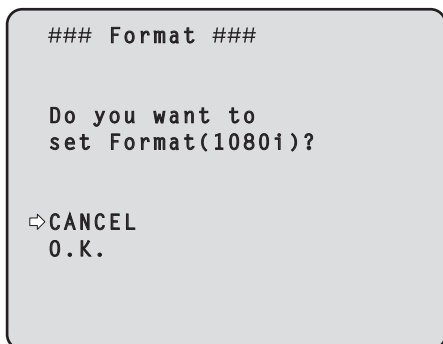 ### Format ###
Do you want to
set Format(1080i)?
⇨CANCEL
O.K.